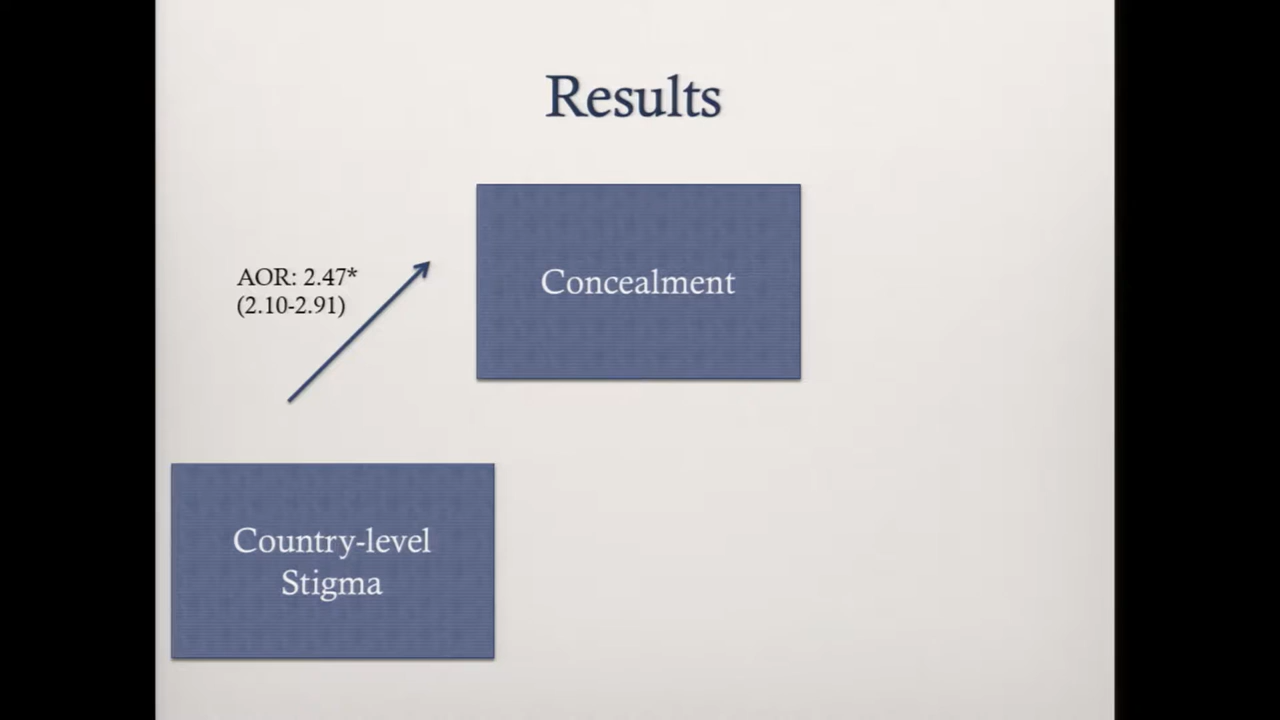 Results
AOR: 2.47*
(2.10-2.91)
Concealment
Country-level
Stigma